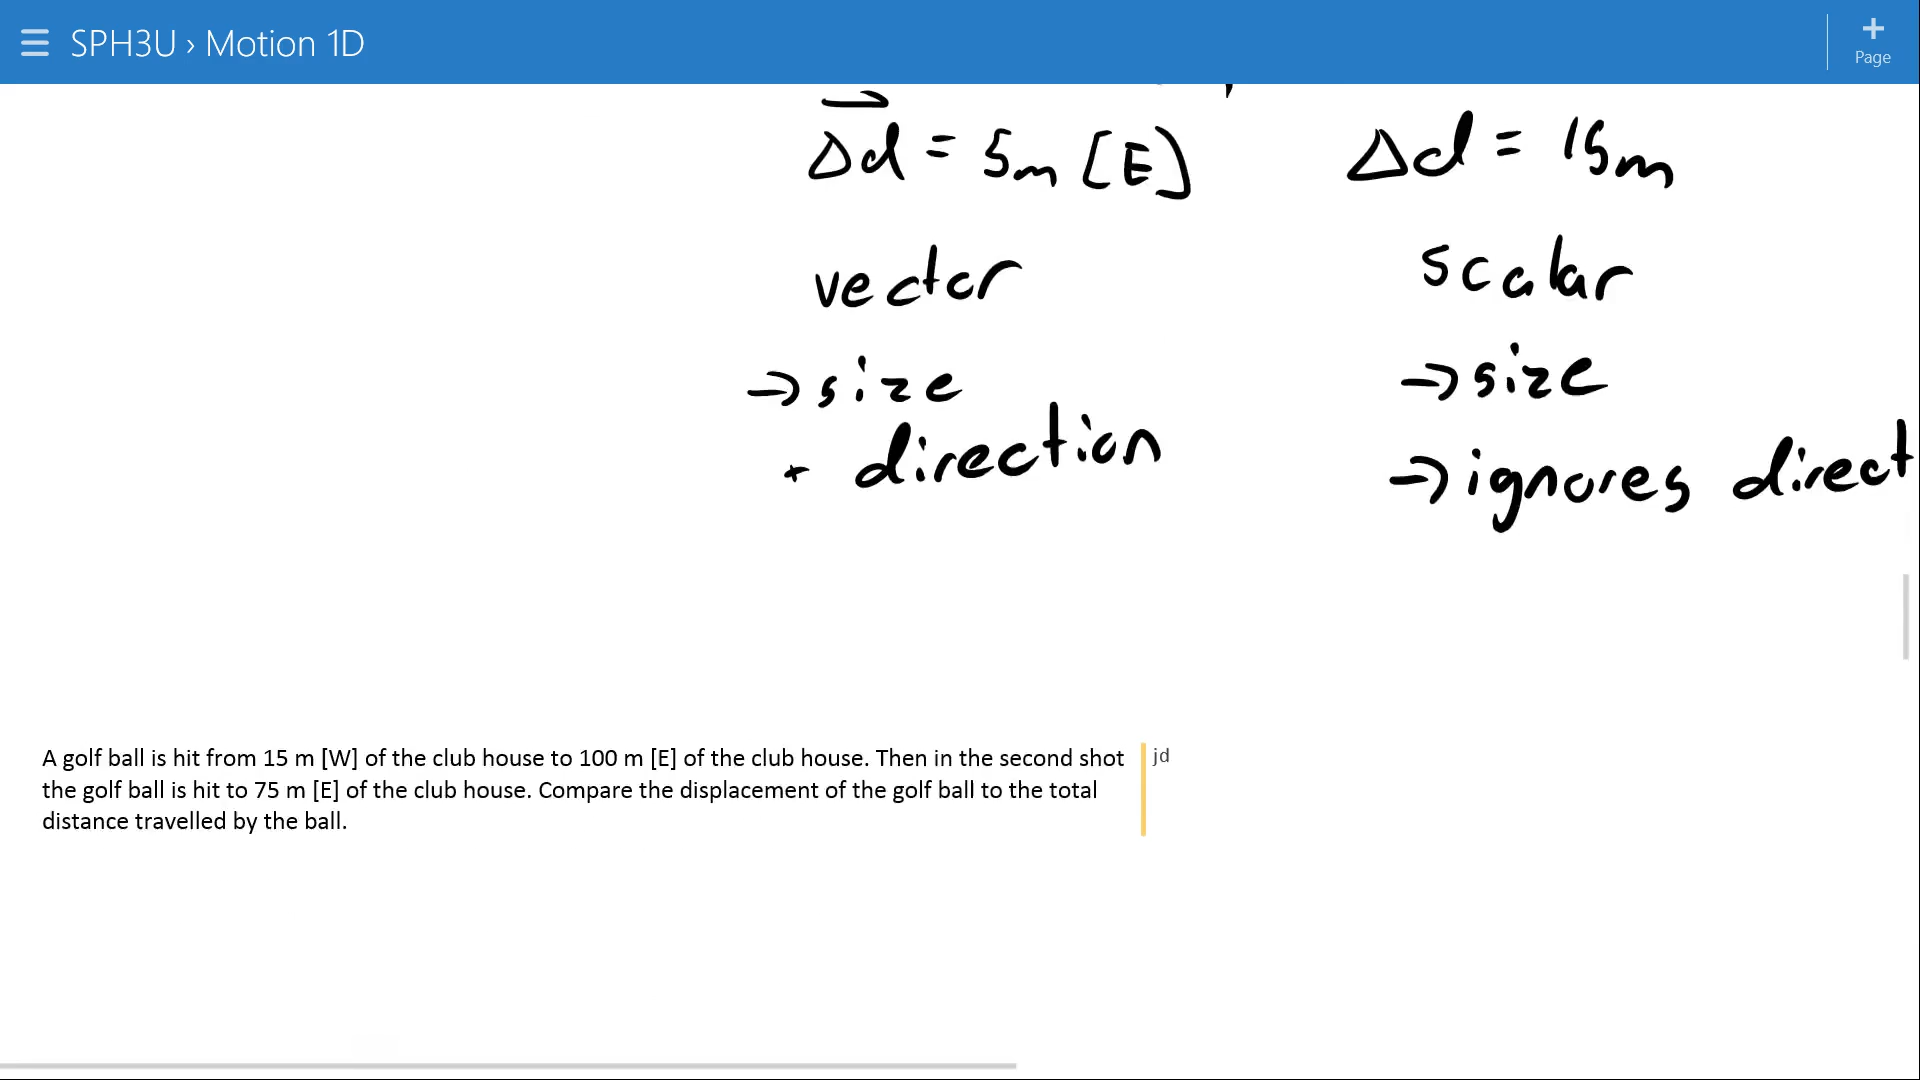 SPH3U › Motion 1D
+
Page
Δd = 5m [E] Δd = 15m
vector scalar
→ size → size
+ direction → ignores direct
A golf ball is hit from 15 m [W] of the club house to 100 m [E] of the club house. Then in the second shot
the golf ball is hit to 75 m [E] of the club house. Compare the displacement of the golf ball to the total
distance travelled by the ball.
jd